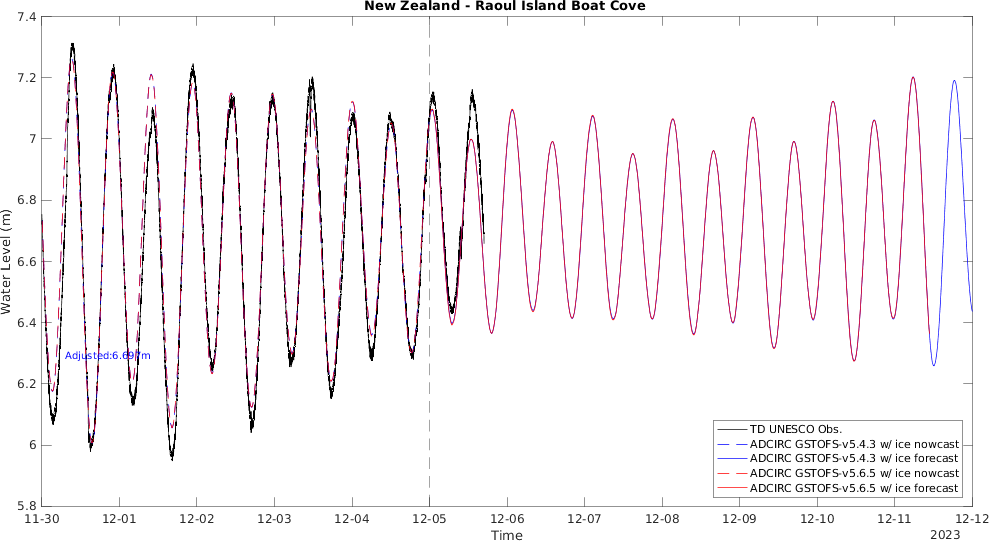 New Zealand - Raoul Island Boat Cove
7.4
7.2
7
6.8
6.6
6.4
6.2
6
5.8
Water Level (m)
Adjusted:6.697m
TD UNESCO Obs.
ADCIRC GSTOFS-v5.4.3 w/ ice nowcast
ADCIRC GSTOFS-v5.4.3 w/ ice forecast
ADCIRC GSTOFS-v5.6.5 w/ ice nowcast
ADCIRC GSTOFS-v5.6.5 w/ ice forecast
11-30 12-01 12-02 12-03 12-04 12-05 12-06 12-07 12-08 12-09 12-10 12-11 12-12
Time
2023